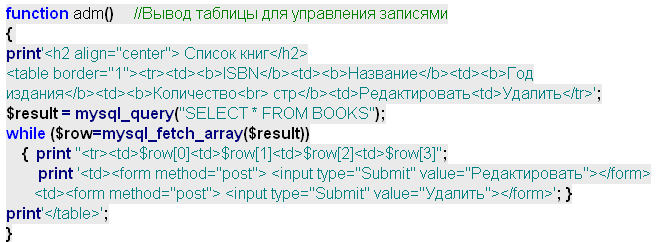 function adm()    //Вывод таблицы для управления записями
{
print'<h2 align="center"> Список книг</h2>
<table border="1"><tr><td><b>ISBN</b><td><b>Название</b><td><b>Год
издания</b><td><b>Количество<br> стр</b><td>Редактировать<td>Удалить</tr>';
$result = mysql_query("SELECT * FROM BOOKS");
while ($row=mysql_fetch_array($result))
{ print "<tr><td>$row[0]<td>$row[1]<td>$row[2]<td>$row[3]";
print '<td><form method="post"> <input type="Submit" value="Редактировать"></form>
<td><form method="post"> <input type="Submit" value="Удалить"></form>'; }
print'</table>';
}